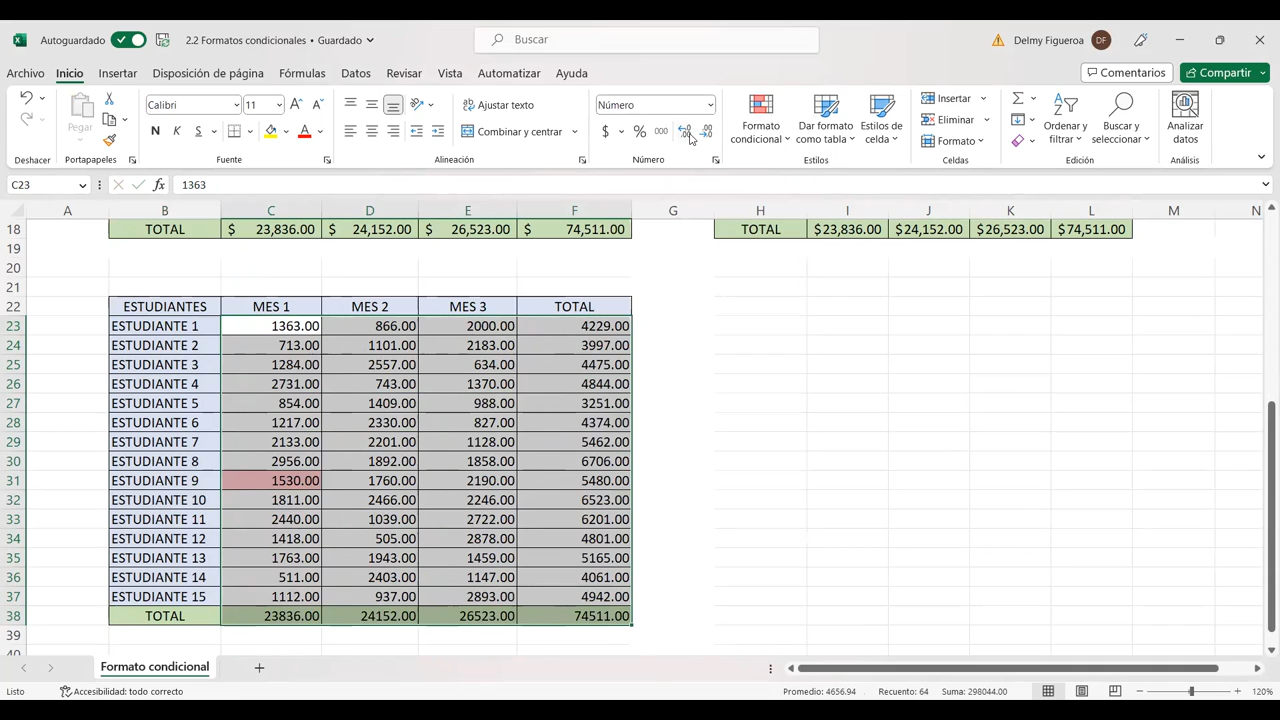 Autoguardado 2.2 Formatos condicionales • Guardado Buscar Delmy Figueroa DF
Archivo Inicio Insertar Disposición de página Fórmulas Datos Revisar Vista Automatizar Ayuda Comentarios Compartir
Pegar Calibri 11 Ajustar texto Número Formato condicional Dar formato como tabla Estilos de celda Insertar Ordenar y filtrar Buscar y seleccionar Analizar datos
N K S A Combinar y centrar $ % 000 Eliminar
Formato
Deshacer Portapapeles Fuente Alineación Número Estilos Celdas Edición Análisis
C23 fx 1363
A B C D E F G H I J K L M N
18 TOTAL $ 23,836.00 $ 24,152.00 $ 26,523.00 $ 74,511.00 TOTAL $23,836.00 $24,152.00 $26,523.00 $74,511.00
19
20
21
22 ESTUDIANTES MES 1 MES 2 MES 3 TOTAL
23 ESTUDIANTE 1 1363.00 866.00 2000.00 4229.00
24 ESTUDIANTE 2 713.00 1101.00 2183.00 3997.00
25 ESTUDIANTE 3 1284.00 2557.00 634.00 4475.00
26 ESTUDIANTE 4 2731.00 743.00 1370.00 4844.00
27 ESTUDIANTE 5 854.00 1409.00 988.00 3251.00
28 ESTUDIANTE 6 1217.00 2330.00 827.00 4374.00
29 ESTUDIANTE 7 2133.00 2201.00 1128.00 5462.00
30 ESTUDIANTE 8 2956.00 1892.00 1858.00 6706.00
31 ESTUDIANTE 9 1530.00 1760.00 2190.00 5480.00
32 ESTUDIANTE 10 1811.00 2466.00 2246.00 6523.00
33 ESTUDIANTE 11 2440.00 1039.00 2722.00 6201.00
34 ESTUDIANTE 12 1418.00 505.00 2878.00 4801.00
35 ESTUDIANTE 13 1763.00 1943.00 1459.00 5165.00
36 ESTUDIANTE 14 511.00 2403.00 1147.00 4061.00
37 ESTUDIANTE 15 1112.00 937.00 2893.00 4942.00
38 TOTAL 23836.00 24152.00 26523.00 74511.00
39
40
Formato condicional
Listo Accesibilidad: todo correcto Promedio: 4656.94 Recuento: 64 Suma: 298044.00 120%